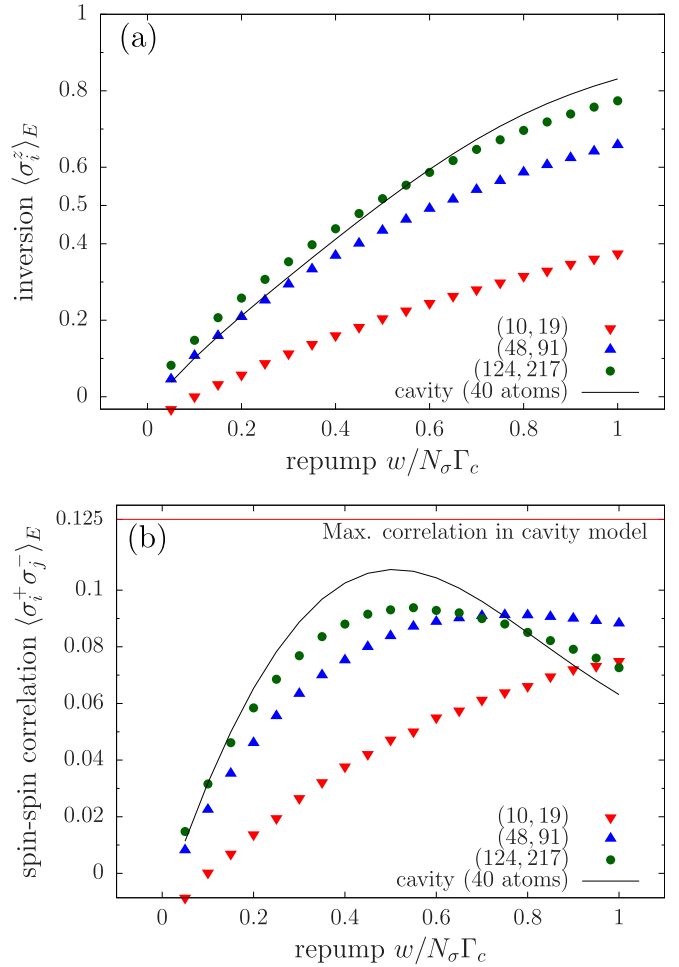 (a)
1
0.8
0.6
0.4
0.2
0
inversion ⟨σ_i^z⟩_E
(10, 19)
(48, 91)
(124, 217)
cavity (40 atoms)
0 0.2 0.4 0.6 0.8 1
repump w/N_σΓ_c
(b)
0.125
Max. correlation in cavity model
0.1
0.08
0.06
0.04
0.02
0
spin-spin correlation ⟨σ_i^+σ_j^-⟩_E
(10, 19)
(48, 91)
(124, 217)
cavity (40 atoms)
0 0.2 0.4 0.6 0.8 1
repump w/N_σΓ_c